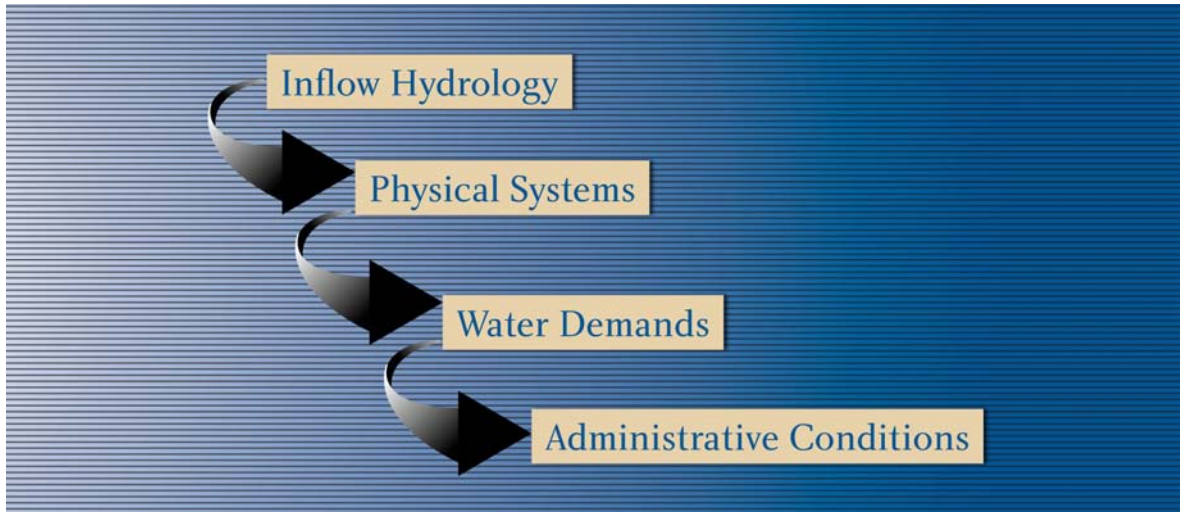 Inflow Hydrology
Physical Systems
Water Demands
Administrative Conditions